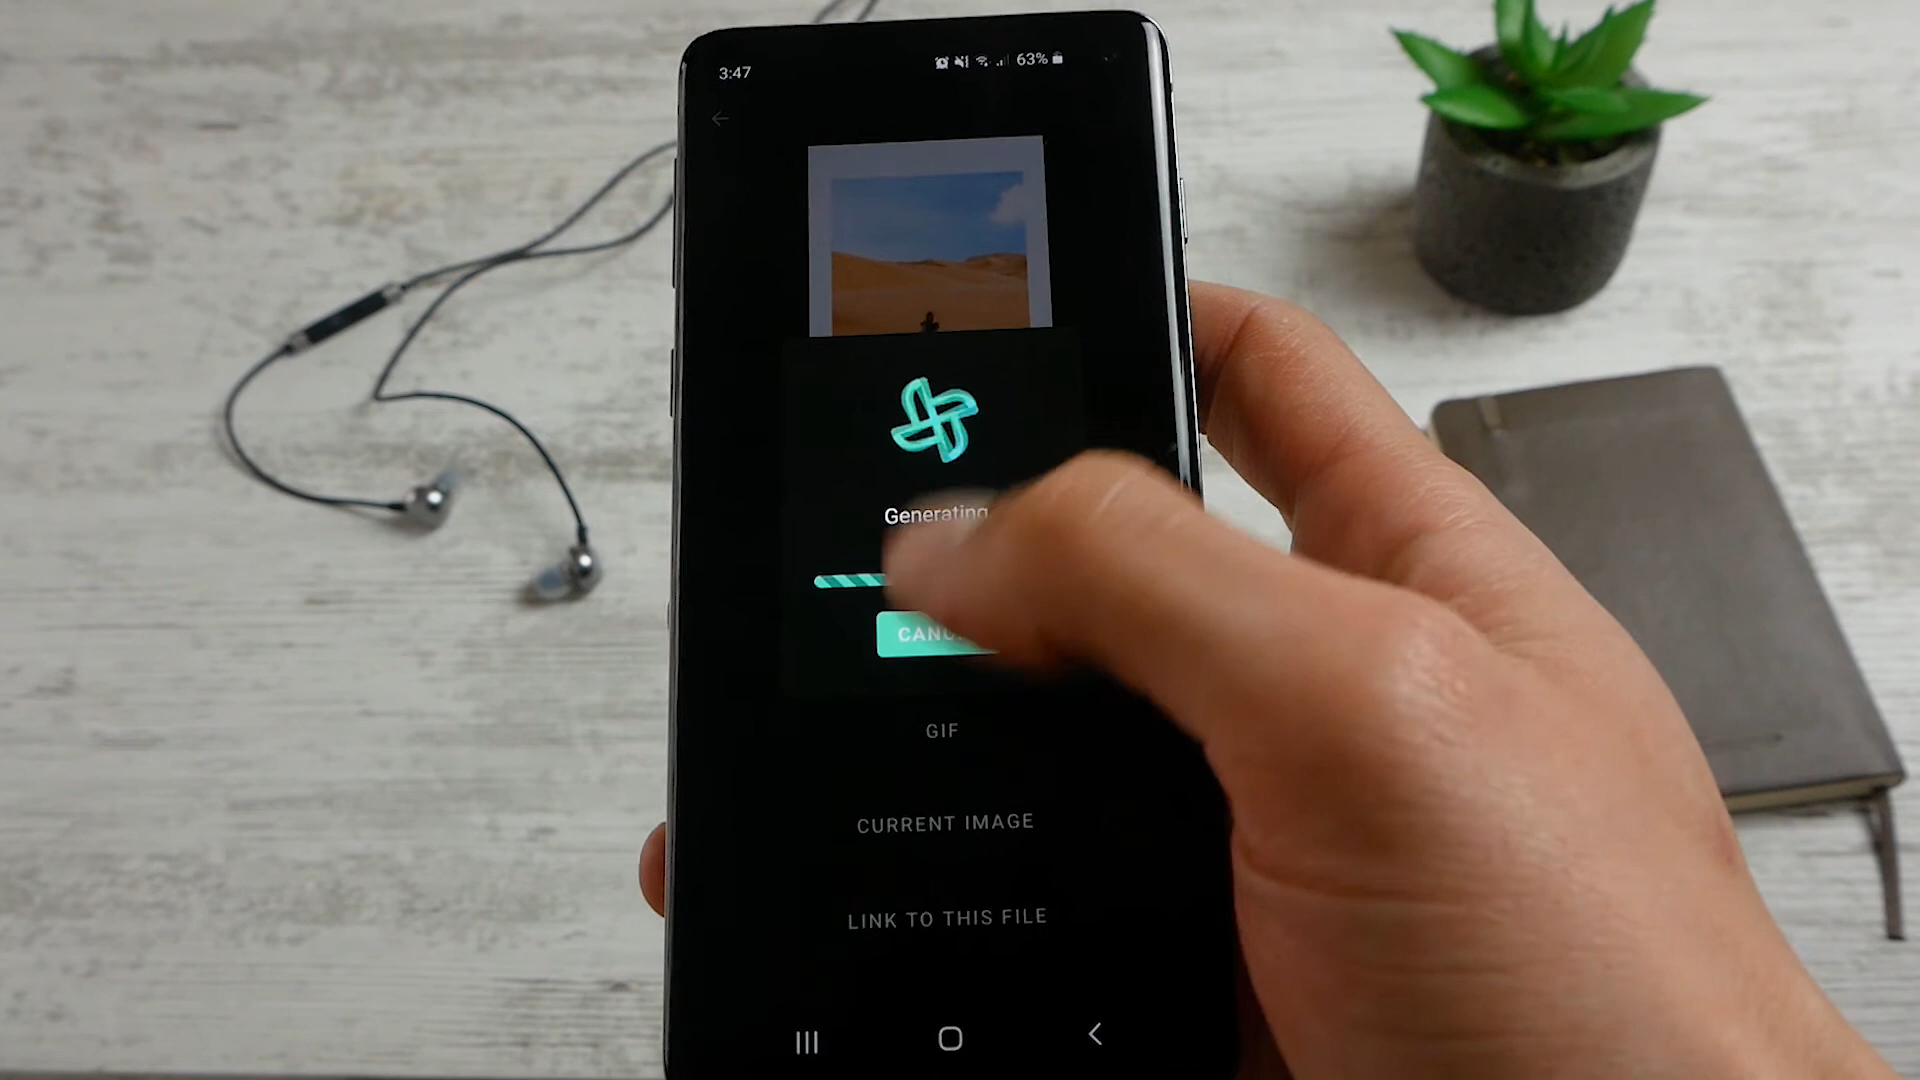 3:47
63%
Generating
GIF
CURRENT IMAGE
LINK TO THIS FILE